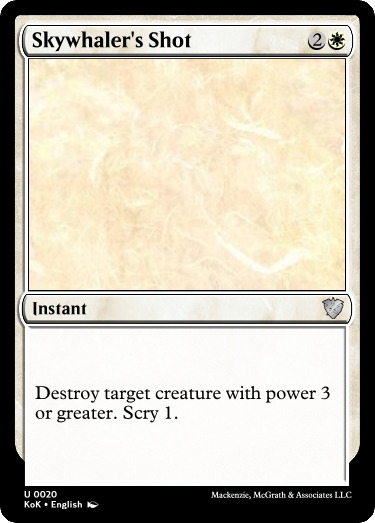 Skywhaler's Shot 2
Instant
Destroy target creature with power 3
or greater. Scry 1.
U 0020
KoK • English
Mackenzie, McGrath & Associates LLC